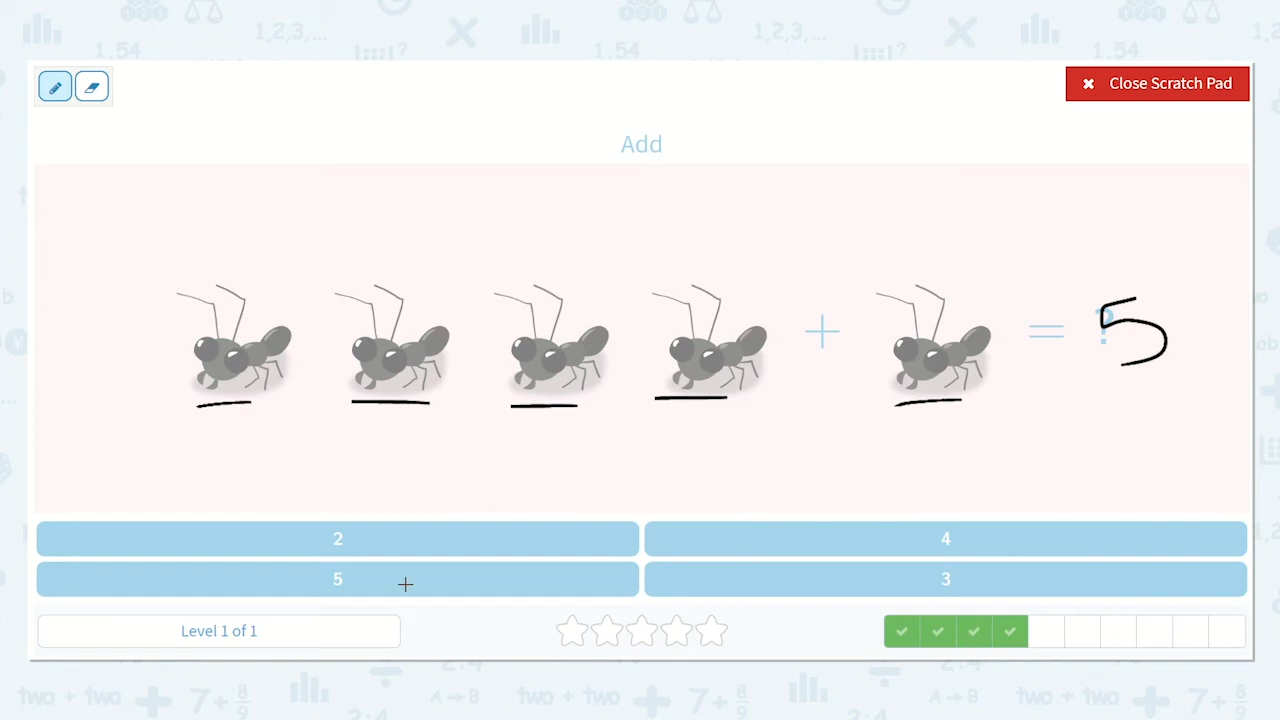 Close Scratch Pad
Add
+ = ? 5
2
4
5
3
Level 1 of 1